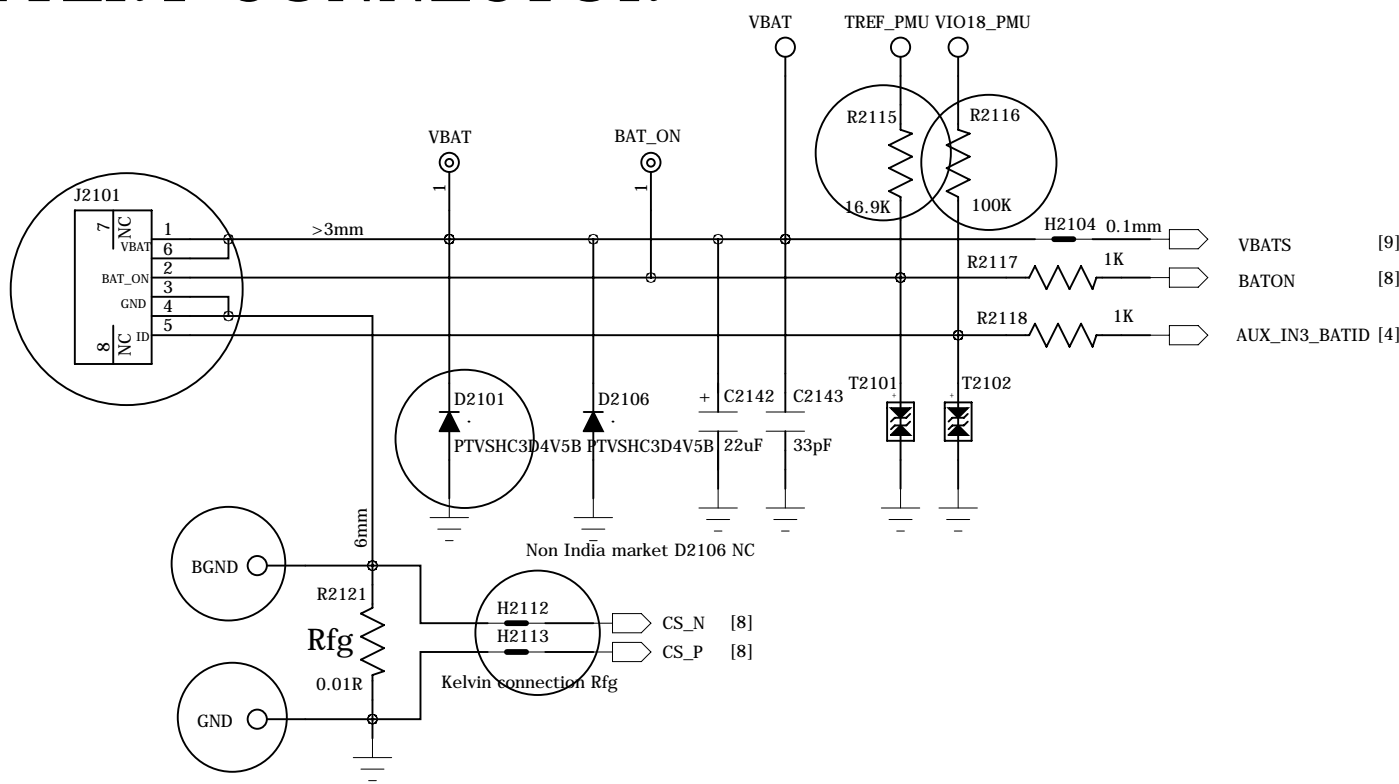 VBAT
TREF_PMU VIO18_PMU
R2115
R2116
VBAT
BAT_ON
1
1
16.9K
100K
J2101
7
NC
VBAT
BAT_ON
GND
8
NC
ID
1
6
2
3
4
5
>3mm
H2104 0.1mm
VBATS [9]
R2117 1K
BATON [8]
R2118 1K
AUX_IN3_BATID [4]
D2101
PTVSHC3D4V5B
D2106
PTVSHC3D4V5B
+ C2142
22uF
C2143
33pF
T2101
+
T2102
+
6mm
Non India market D2106 NC
BGND
R2121
Rfg
0.01R
H2112
CS_N [8]
H2113
CS_P [8]
Kelvin connection Rfg
GND